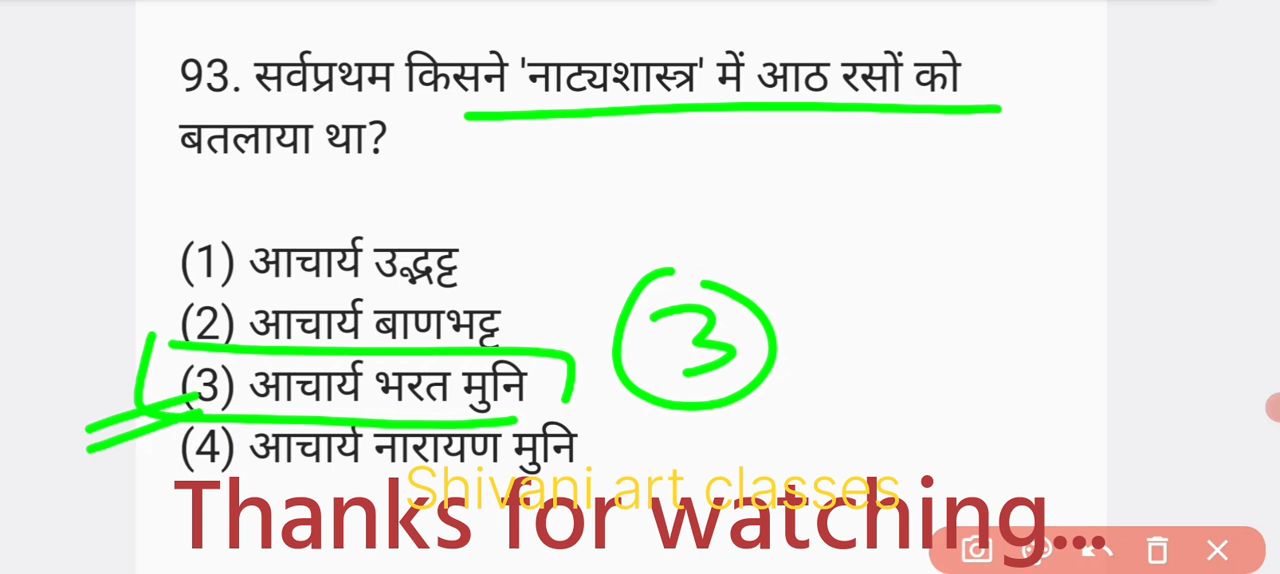 93. सर्वप्रथम किसने 'नाट्यशास्त्र' में आठ रसों को
बतलाया था?
(1) आचार्य उद्भट्ट
(2) आचार्य बाणभट्ट
(3) आचार्य भरत मुनि
3
(4) आचार्य नारायण मुनि
Shivani art classes
Thanks for watching...